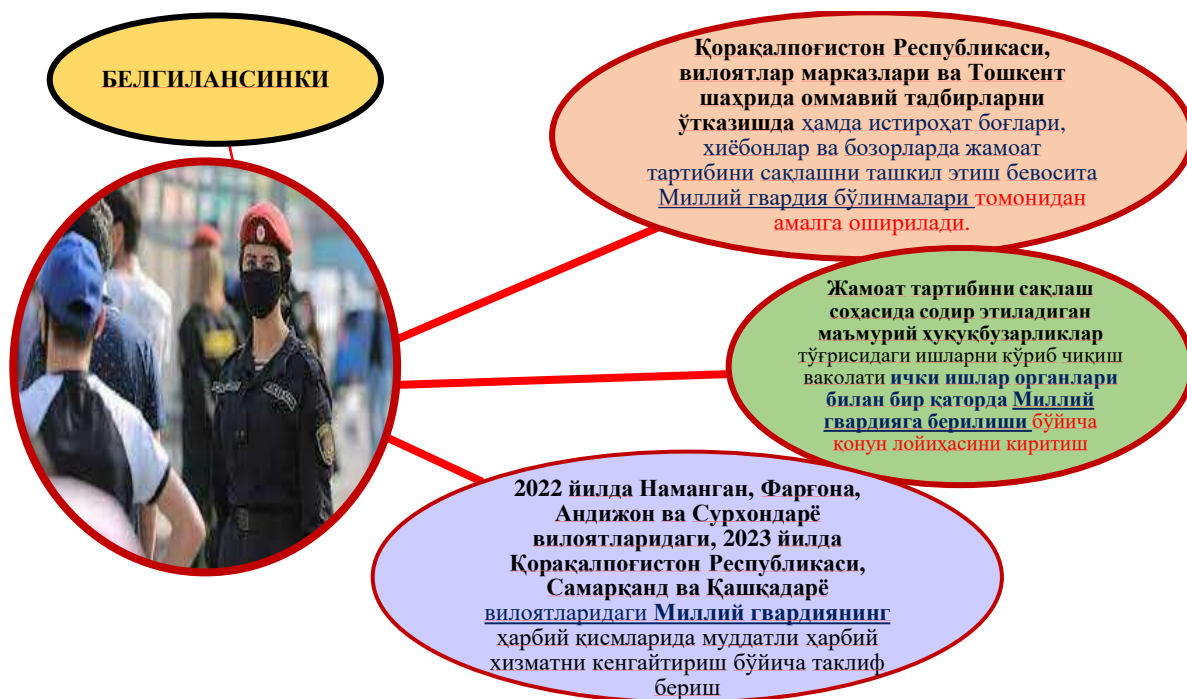 БЕЛГИЛАНСИНКИ
Қорақалпоғистон Республикаси,
вилоятлар марказлари ва Тошкент
шаҳрида оммавий тадбирларни
ўтказишда ҳамда истироҳат боғлари,
хиёбонлар ва бозорларда жамоат
тартибини сақлашни ташкил этиш бевосита
Миллий гвардия бўлинмалари томонидан
амалга оширилади.
Жамоат тартибини сақлаш
соҳасида содир этиладиган
маъмурий ҳуқуқбузарликлар
тўғрисидаги ишларни кўриб чиқиш
ваколати ички ишлар органлари
билан бир қаторда Миллий
гвардияга берилиши бўйича
қонун лойиҳасини киритиш
2022 йилда Наманган, Фарғона,
Андижон ва Сурхондарё
вилоятларидаги, 2023 йилда
Қорақалпоғистон Республикаси,
Самарқанд ва Қашқадарё
вилоятларидаги Миллий гвардиянинг
ҳарбий қисмларида муддатли ҳарбий
хизматни кенгайтириш бўйича таклиф
бериш